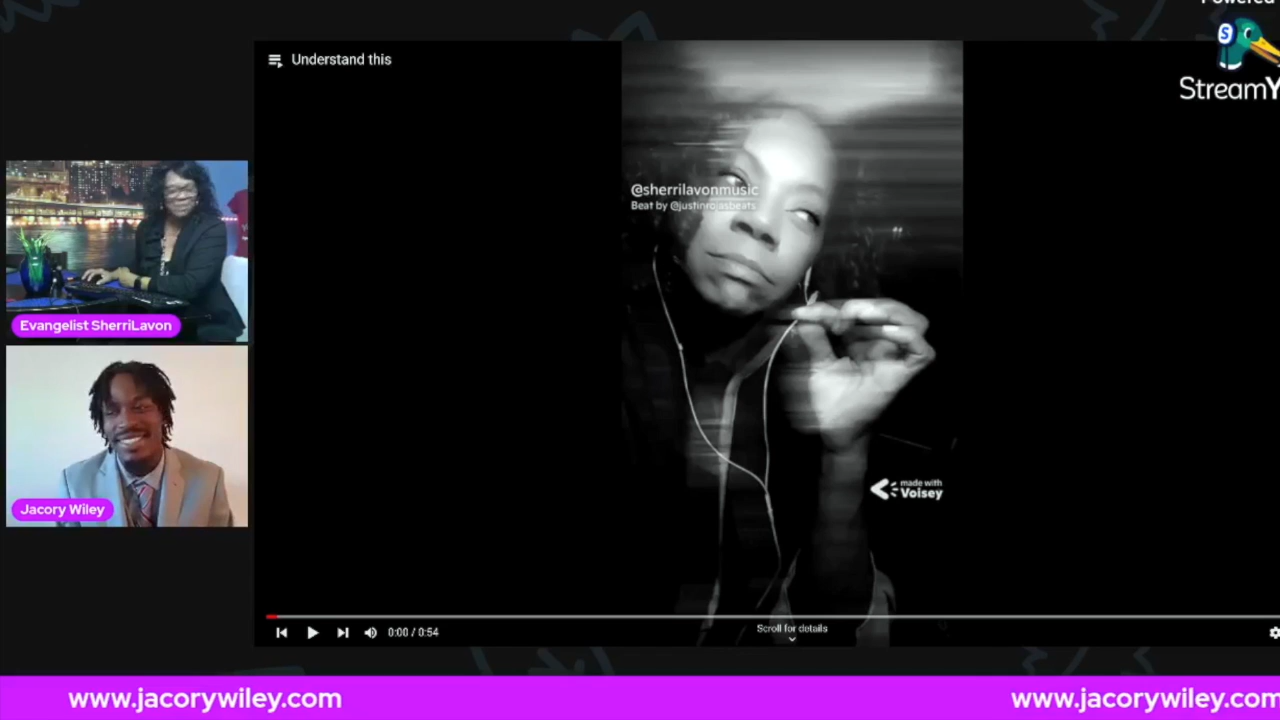 Powered
Understand this
S
StreamY
@sherrilavonmusic
Beat by @justinrojasbeats
Evangelist SherriLavon
made with
Voisey
Jacory Wiley
0:00 / 0:54
Scroll for details
www.jacorywiley.com
www.jacorywiley.com